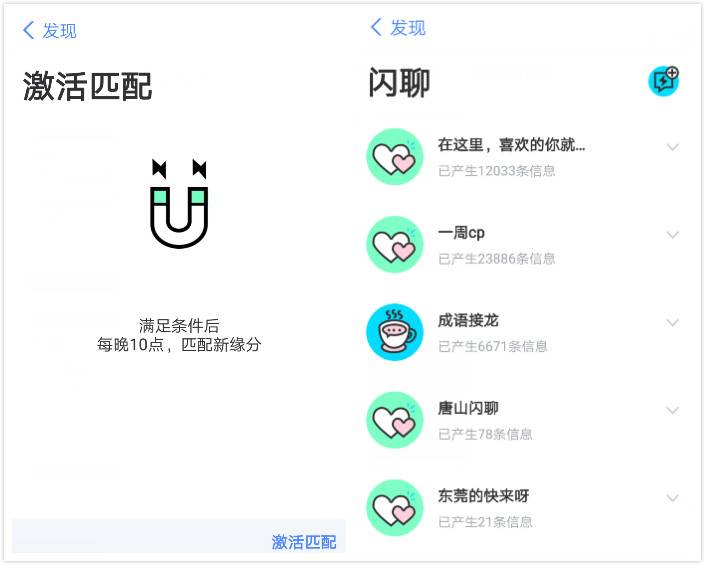 发现
激活匹配
满足条件后
每晚10点，匹配新缘分
激活匹配
发现
闪聊
在这里，喜欢的你就...
已产生12033条信息
一周cp
已产生23886条信息
成语接龙
已产生6671条信息
唐山闪聊
已产生78条信息
东莞的快来呀
已产生21条信息